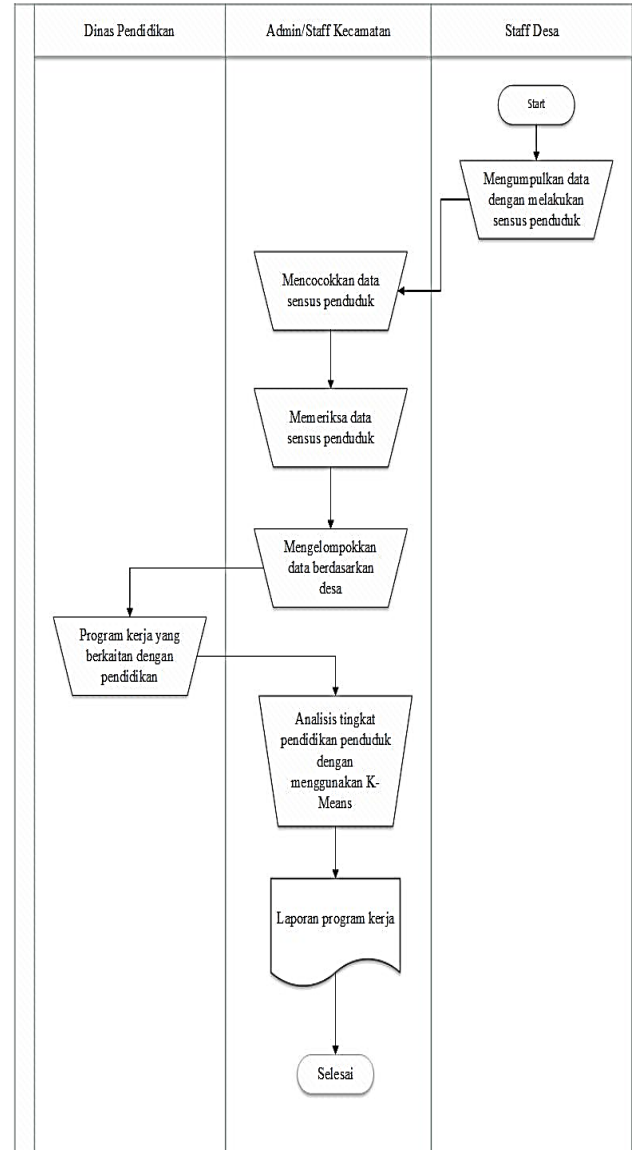 Dinas Pendidikan
Admin/Staff Kecamatan
Staff Desa
Start
Mengumpulkan data
dengan melakukan
sensus penduduk
Mencocokkan data
sensus penduduk
Memeriksa data
sensus penduduk
Mengelompokkan
data berdasarkan
desa
Program kerja yang
berkaitan dengan
pendidikan
Analisis tingkat
pendidikan penduduk
dengan
menggunakan K-
Means
Laporan program kerja
Selesai